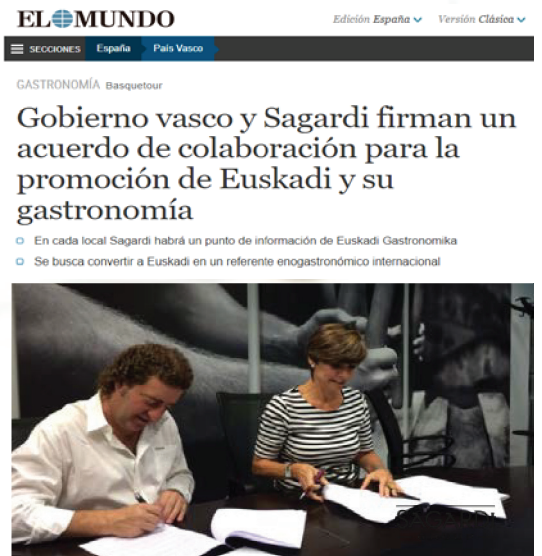 EL MUNDO
Edición España
Versión Clásica
SECCIONES España País Vasco
GASTRONOMÍA Basquetour
Gobierno vasco y Sagardi firman un
acuerdo de colaboración para la
promoción de Euskadi y su
gastronomía
En cada local Sagardi habrá un punto de información de Euskadi Gastronomika
Se busca convertir a Euskadi en un referente enogastronómico internacional
SAGARDI